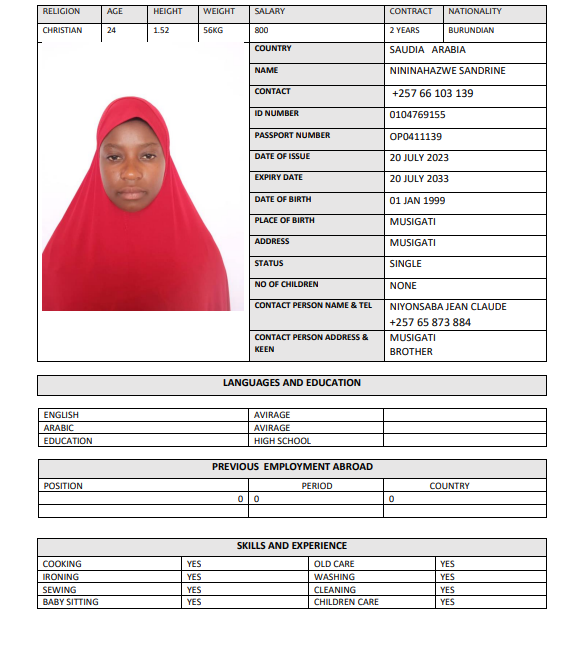 RELIGION AGE HEIGHT WEIGHT SALARY CONTRACT NATIONALITY
CHRISTIAN 24 1.52 56KG 800 2 YEARS BURUNDIAN
COUNTRY SAUDIA ARABIA
NAME NININAHAZWE SANDRINE
CONTACT +257 66 103 139
ID NUMBER 0104769155
PASSPORT NUMBER OP0411139
DATE OF ISSUE 20 JULY 2023
EXPIRY DATE 20 JULY 2033
DATE OF BIRTH 01 JAN 1999
PLACE OF BIRTH MUSIGATI
ADDRESS MUSIGATI
STATUS SINGLE
NO OF CHILDREN NONE
CONTACT PERSON NAME & TEL NIYONSABA JEAN CLAUDE
+257 65 873 884
CONTACT PERSON ADDRESS & MUSIGATI
KEEN BROTHER
LANGUAGES AND EDUCATION
ENGLISH AVIRAGE
ARABIC AVIRAGE
EDUCATION HIGH SCHOOL
PREVIOUS EMPLOYMENT ABROAD
POSITION PERIOD COUNTRY
0 0 0
SKILLS AND EXPERIENCE
COOKING YES OLD CARE YES
IRONING YES WASHING YES
SEWING YES CLEANING YES
BABY SITTING YES CHILDREN CARE YES